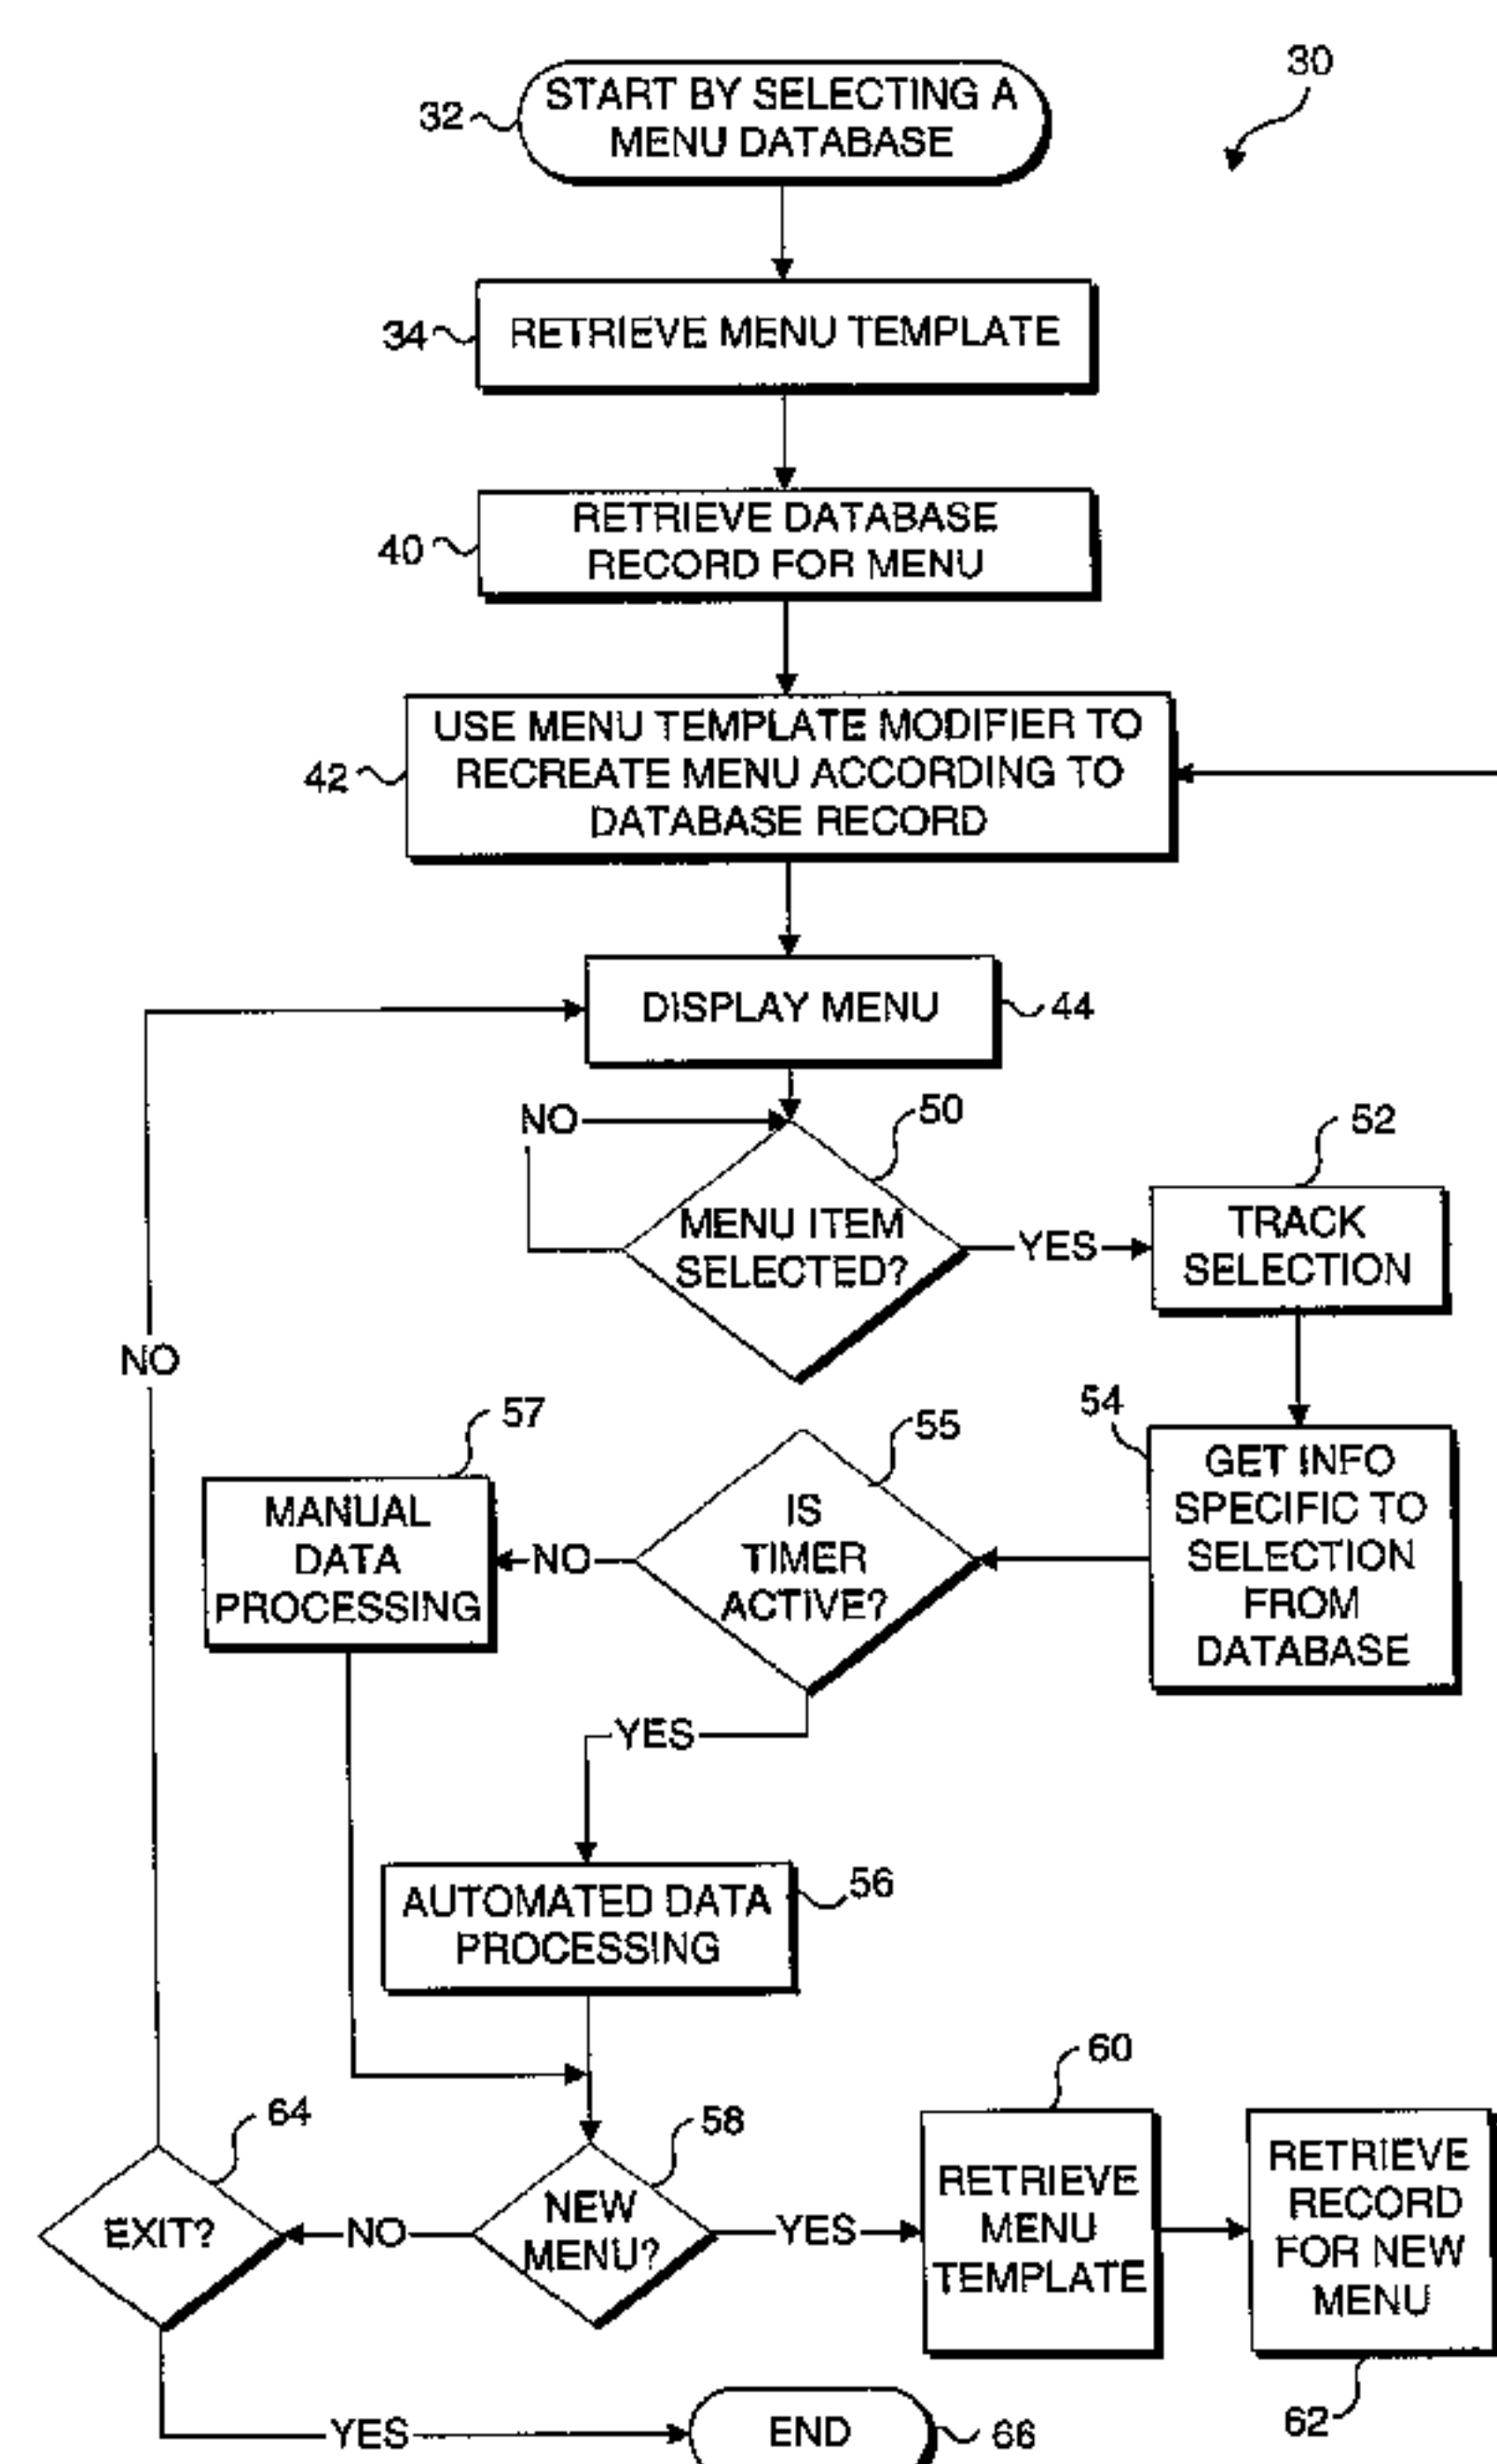 30
32
START BY SELECTING A
MENU DATABASE
34
RETRIEVE MENU TEMPLATE
40
RETRIEVE DATABASE
RECORD FOR MENU
42
USE MENU TEMPLATE MODIFIER TO
RECREATE MENU ACCORDING TO
DATABASE RECORD
DISPLAY MENU
44
NO
50
MENU ITEM
SELECTED?
YES
52
TRACK
SELECTION
NO
54
GET INFO
SPECIFIC TO
SELECTION
FROM
DATABASE
55
IS
TIMER
ACTIVE?
NO
57
MANUAL
DATA
PROCESSING
YES
AUTOMATED DATA
PROCESSING
56
58
NEW
MENU?
YES
60
RETRIEVE
MENU
TEMPLATE
RETRIEVE
RECORD
FOR NEW
MENU
62
NO
64
EXIT?
YES
END
66